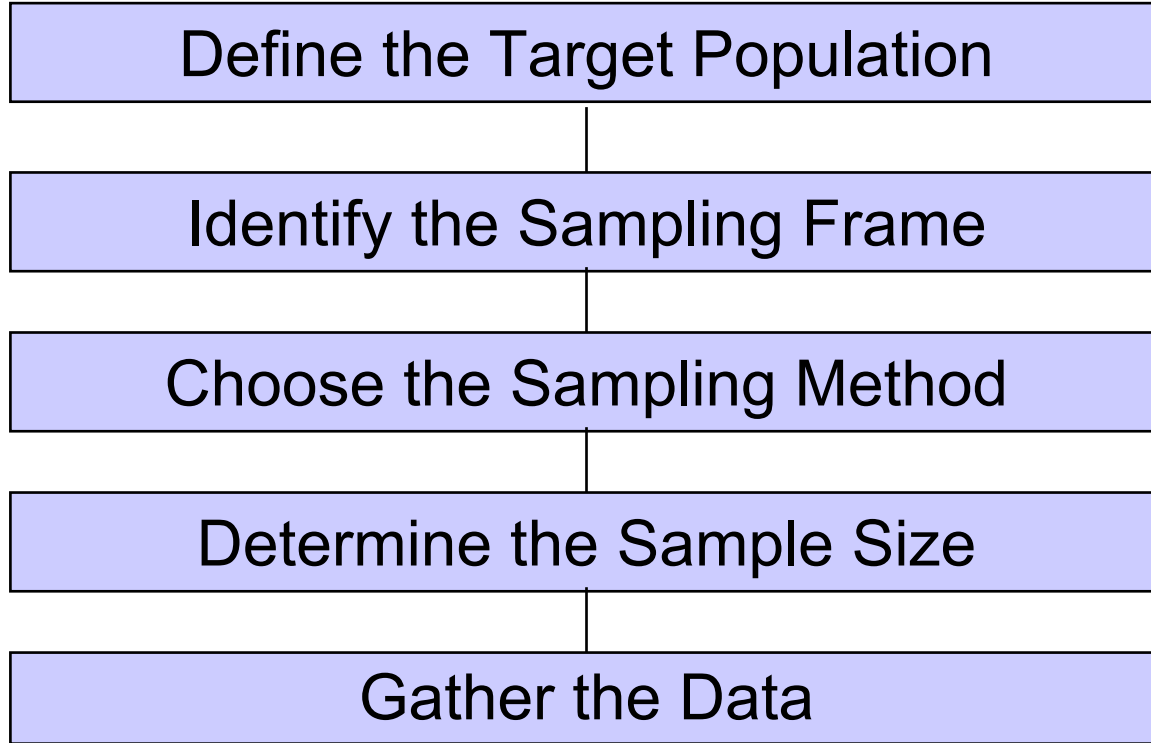 Define the Target Population
Identify the Sampling Frame
Choose the Sampling Method
Determine the Sample Size
Gather the Data